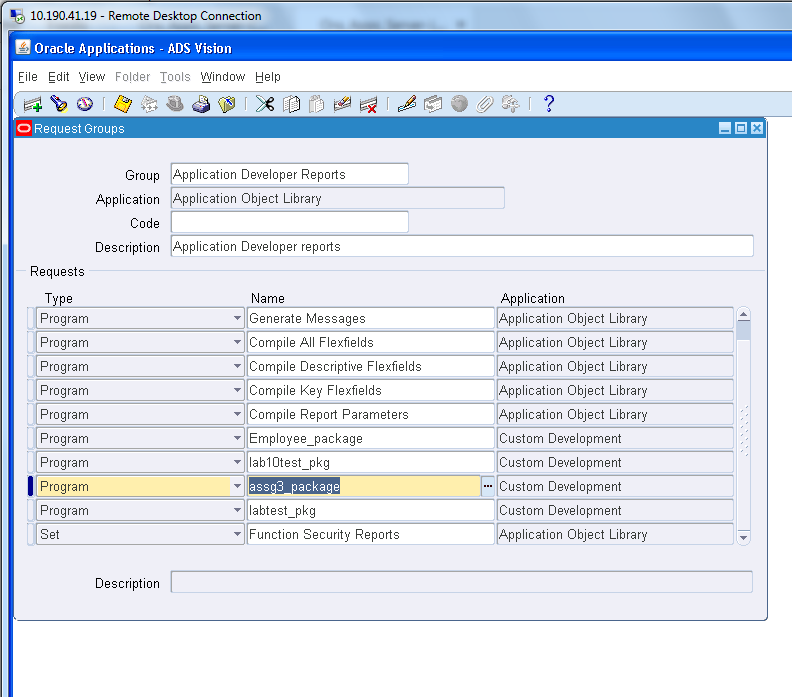 10.190.41.19 - Remote Desktop Connection
Oracle Applications - ADS Vision
File Edit View Folder Tools Window Help
Request Groups
Group Application Developer Reports
Application Application Object Library
Code
Description Application Developer reports
Requests
Type Name Application
Program Generate Messages Application Object Library
Program Compile All Flexfields Application Object Library
Program Compile Descriptive Flexfields Application Object Library
Program Compile Key Flexfields Application Object Library
Program Compile Report Parameters Application Object Library
Program Employee_package Custom Development
Program lab10test_pkg Custom Development
Program assg3_package ... Custom Development
Program labtest_pkg Custom Development
Set Function Security Reports Application Object Library
Description